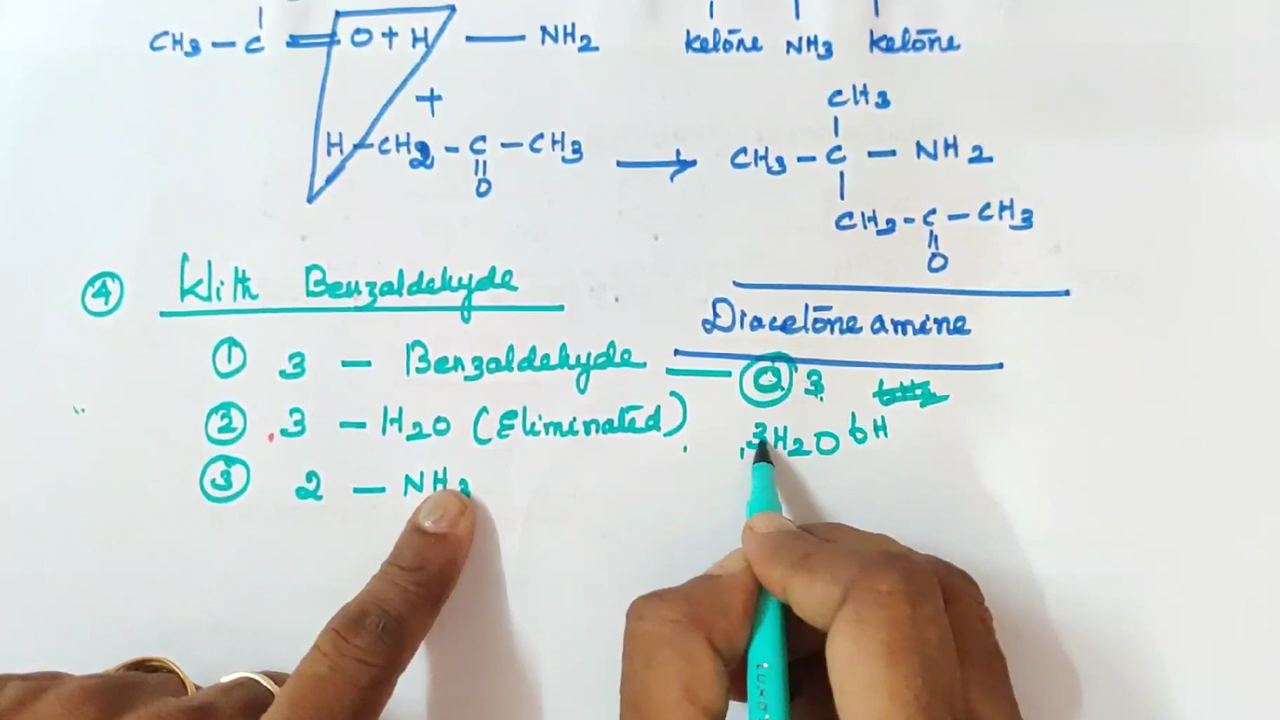 CH3 - C = O + H - NH2
ketone NH3 ketone
+
CH3
H - CH2 - C - CH3 → CH3 - C - NH2
O
CH2 - C - CH3
O
④ With Benzaldehyde
Diacetone amine
① 3 - Benzaldehyde — O 3
② 3 - H2O (Eliminated) 3H2O 6H
③ 2 - NH3